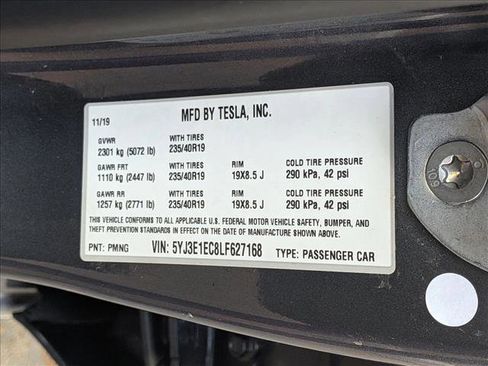 MFD BY TESLA, INC.
11/19
GVWR WITH TIRES
2301 kg (5072 lb) 235/40R19
GAWR FRT WITH TIRES RIM COLD TIRE PRESSURE
1110 kg (2447 lb) 235/40R19 19X8.5 J 290 kPa, 42 psi
GAWR RR WITH TIRES RIM COLD TIRE PRESSURE
1257 kg (2771 lb) 235/40R19 19X8.5 J 290 kPa, 42 psi
THIS VEHICLE CONFORMS TO ALL APPLICABLE U.S. FEDERAL MOTOR VEHICLE SAFETY, BUMPER, AND
THEFT PREVENTION STANDARDS IN EFFECT ON THE DATE OF MANUFACTURE SHOWN ABOVE.
PNT: PMNG VIN: 5YJ3E1EC8LF627168 TYPE: PASSENGER CAR